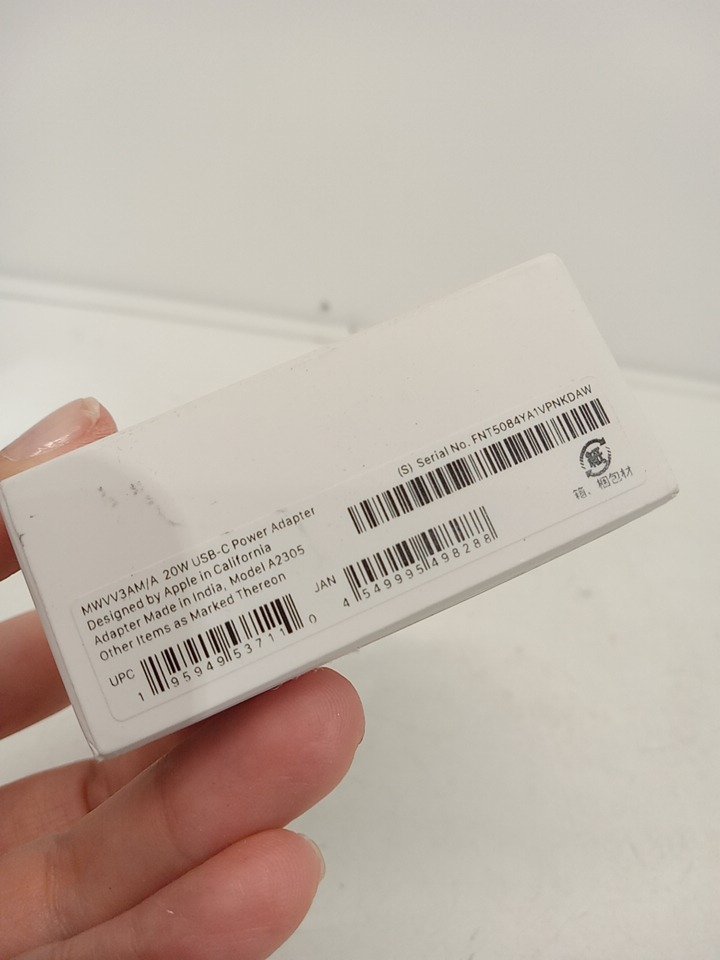 MWVV3AM/A 20W USB-C Power Adapter
Designed by Apple in California
Adapter Made in India, Model A2305
Other Items as Marked Thereon
UPC
1 95949 53711 0
(S) Serial No. FNT5084YA1VPNKDAW
JAN
4 549995 498288
箱、梱包材